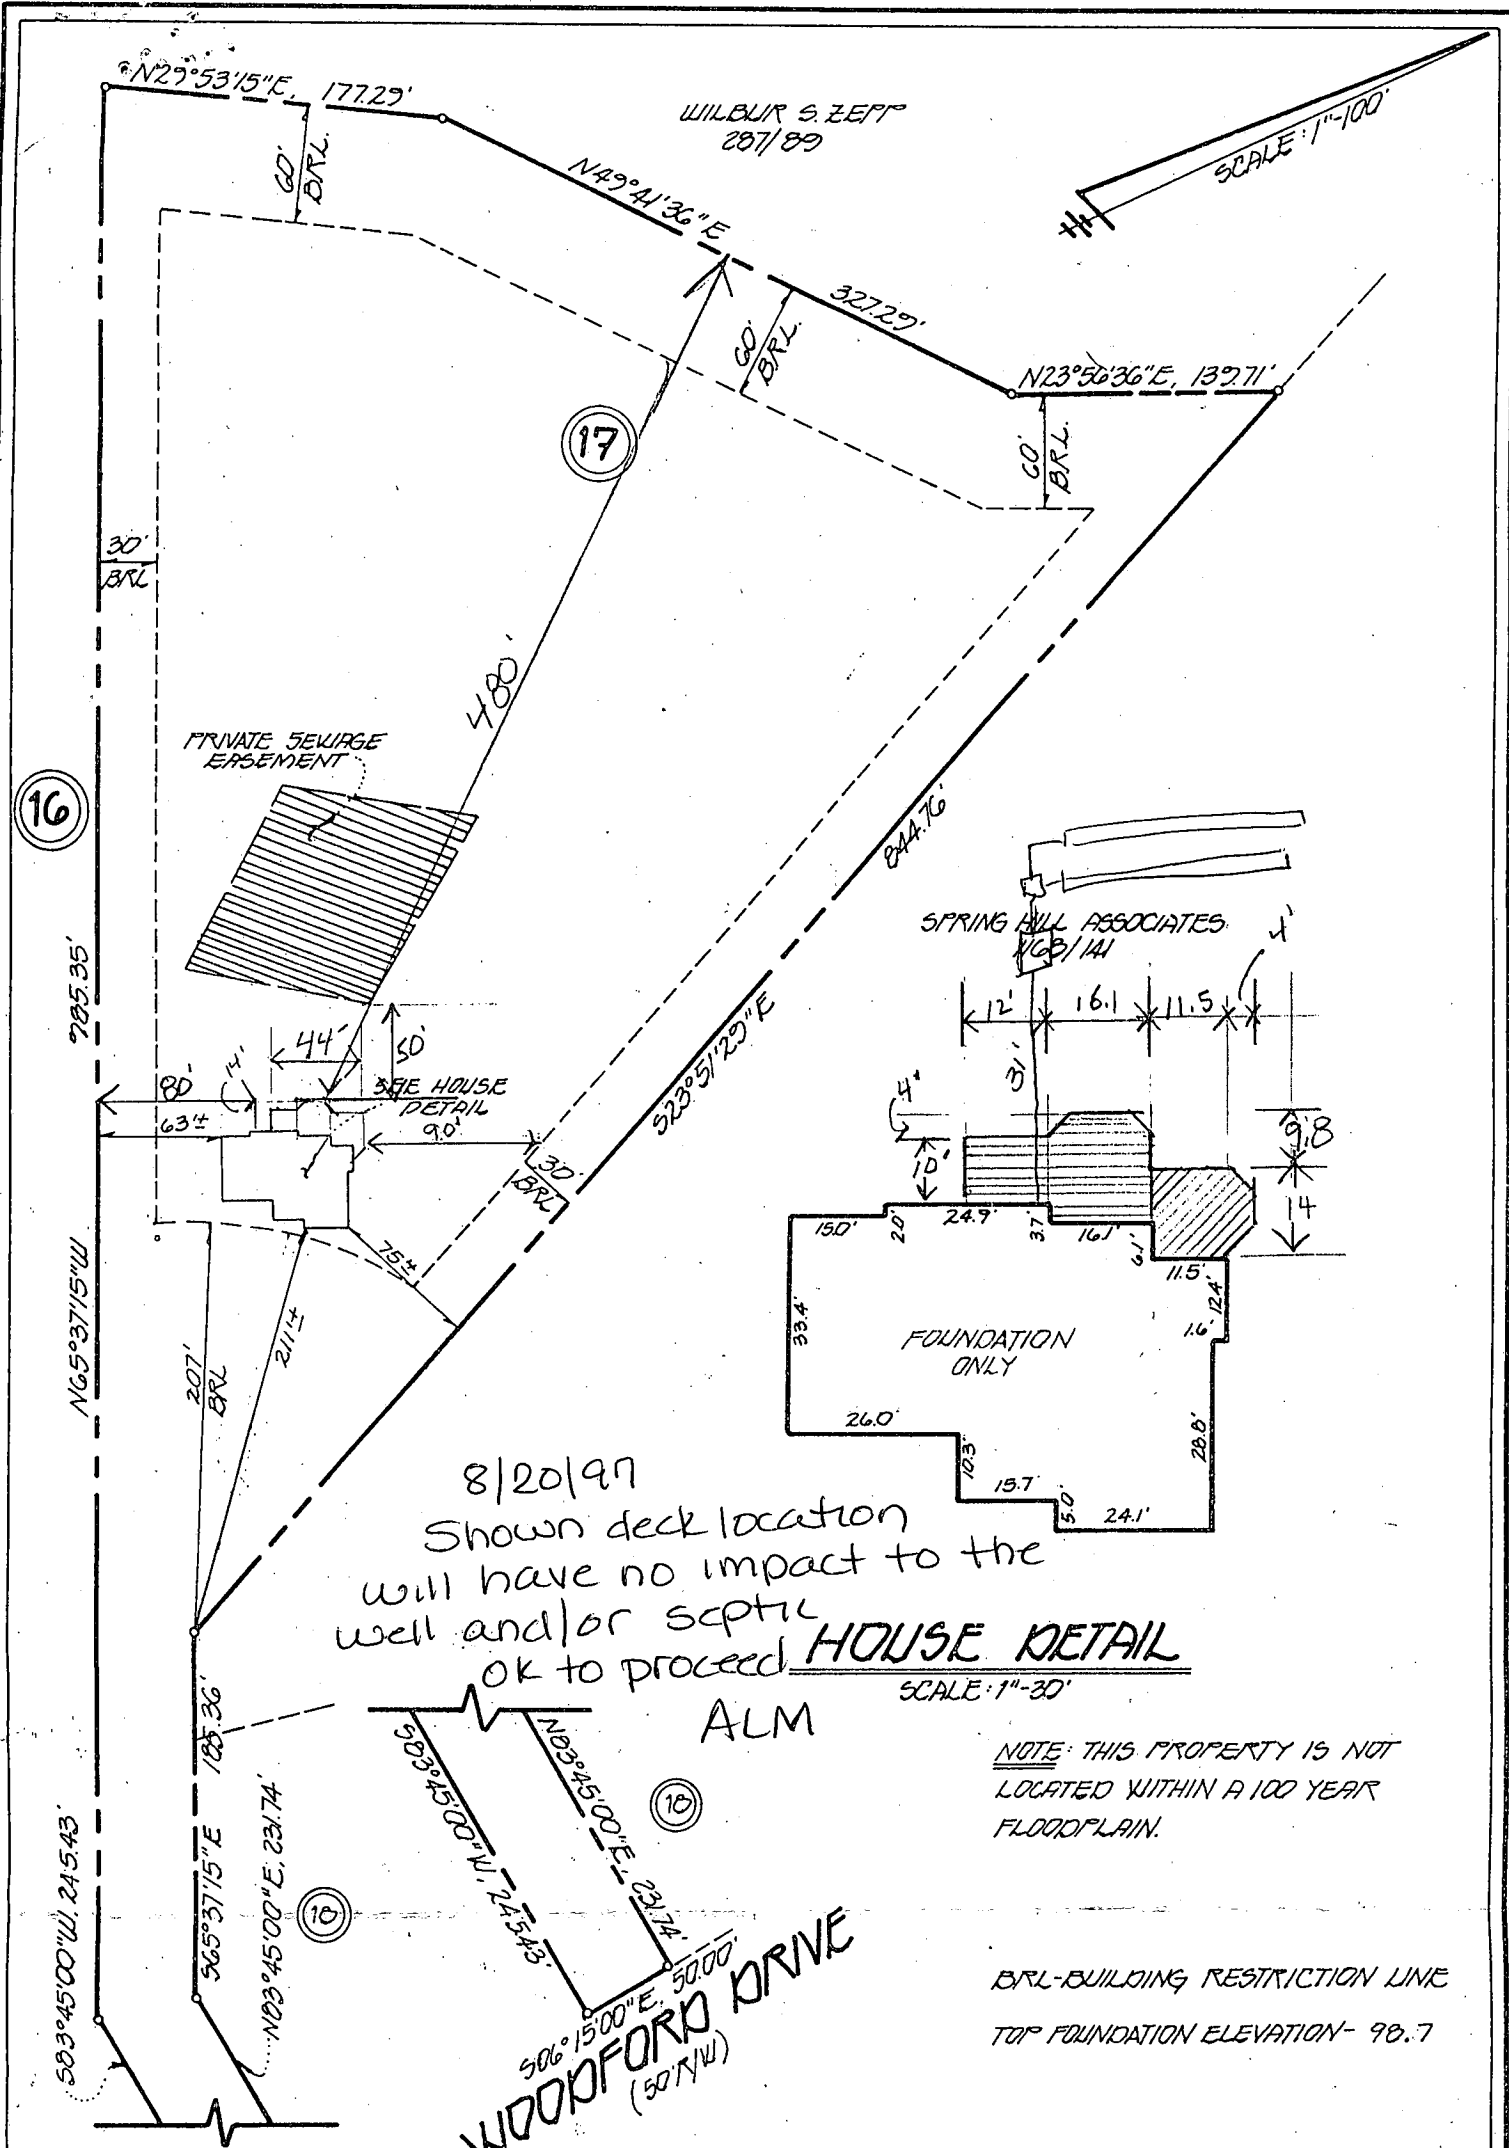 N29°53'15"E, 177.29'
WILBUR S. ZEPP
287/89
SCALE: 1"-100'
60'
BRL.
N49°41'36"E
327.29'
60'
BRL.
N23°56'36"E, 139.71'
60'
BRL.
17
30'
BRL
480'
PRIVATE SEWAGE
EASEMENT
16
844.76'
SPRING HILL ASSOCIATES
1163/141
4'
785.35'
12'
16.1
11.5
44'
50'
14'
80'
SEE HOUSE
DETAIL
63'±
90'
S23°51'29"E
31'
4'
10'
9.8
14
30'
BRL
15.0'
2.0'
24.9'
3.7'
16.1'
6.1'
11.5'
12.4'
1.6'
75'±
N65°37'15"W
207'
BRL
211'±
33.4'
FOUNDATION
ONLY
26.0'
10.3'
15.7'
5.0'
24.1'
28.8'
8/20/97
Shown deck location
will have no impact to the
well and/or septic
ok to proceed
ALM
HOUSE DETAIL
SCALE: 1"-30'
185.36'
S65°37'15"E
N83°45'00"E, 231.74'
S83°45'00"W, 245.43'
18
S83°45'00"W, 245.43'
N83°45'00"E, 231.74'
18
S06°15'00"E, 50.00'
WOODFORD DRIVE
(50' R/W)
NOTE: THIS PROPERTY IS NOT
LOCATED WITHIN A 100 YEAR
FLOODPLAIN.
BRL-BUILDING RESTRICTION LINE
TOP FOUNDATION ELEVATION- 98.7